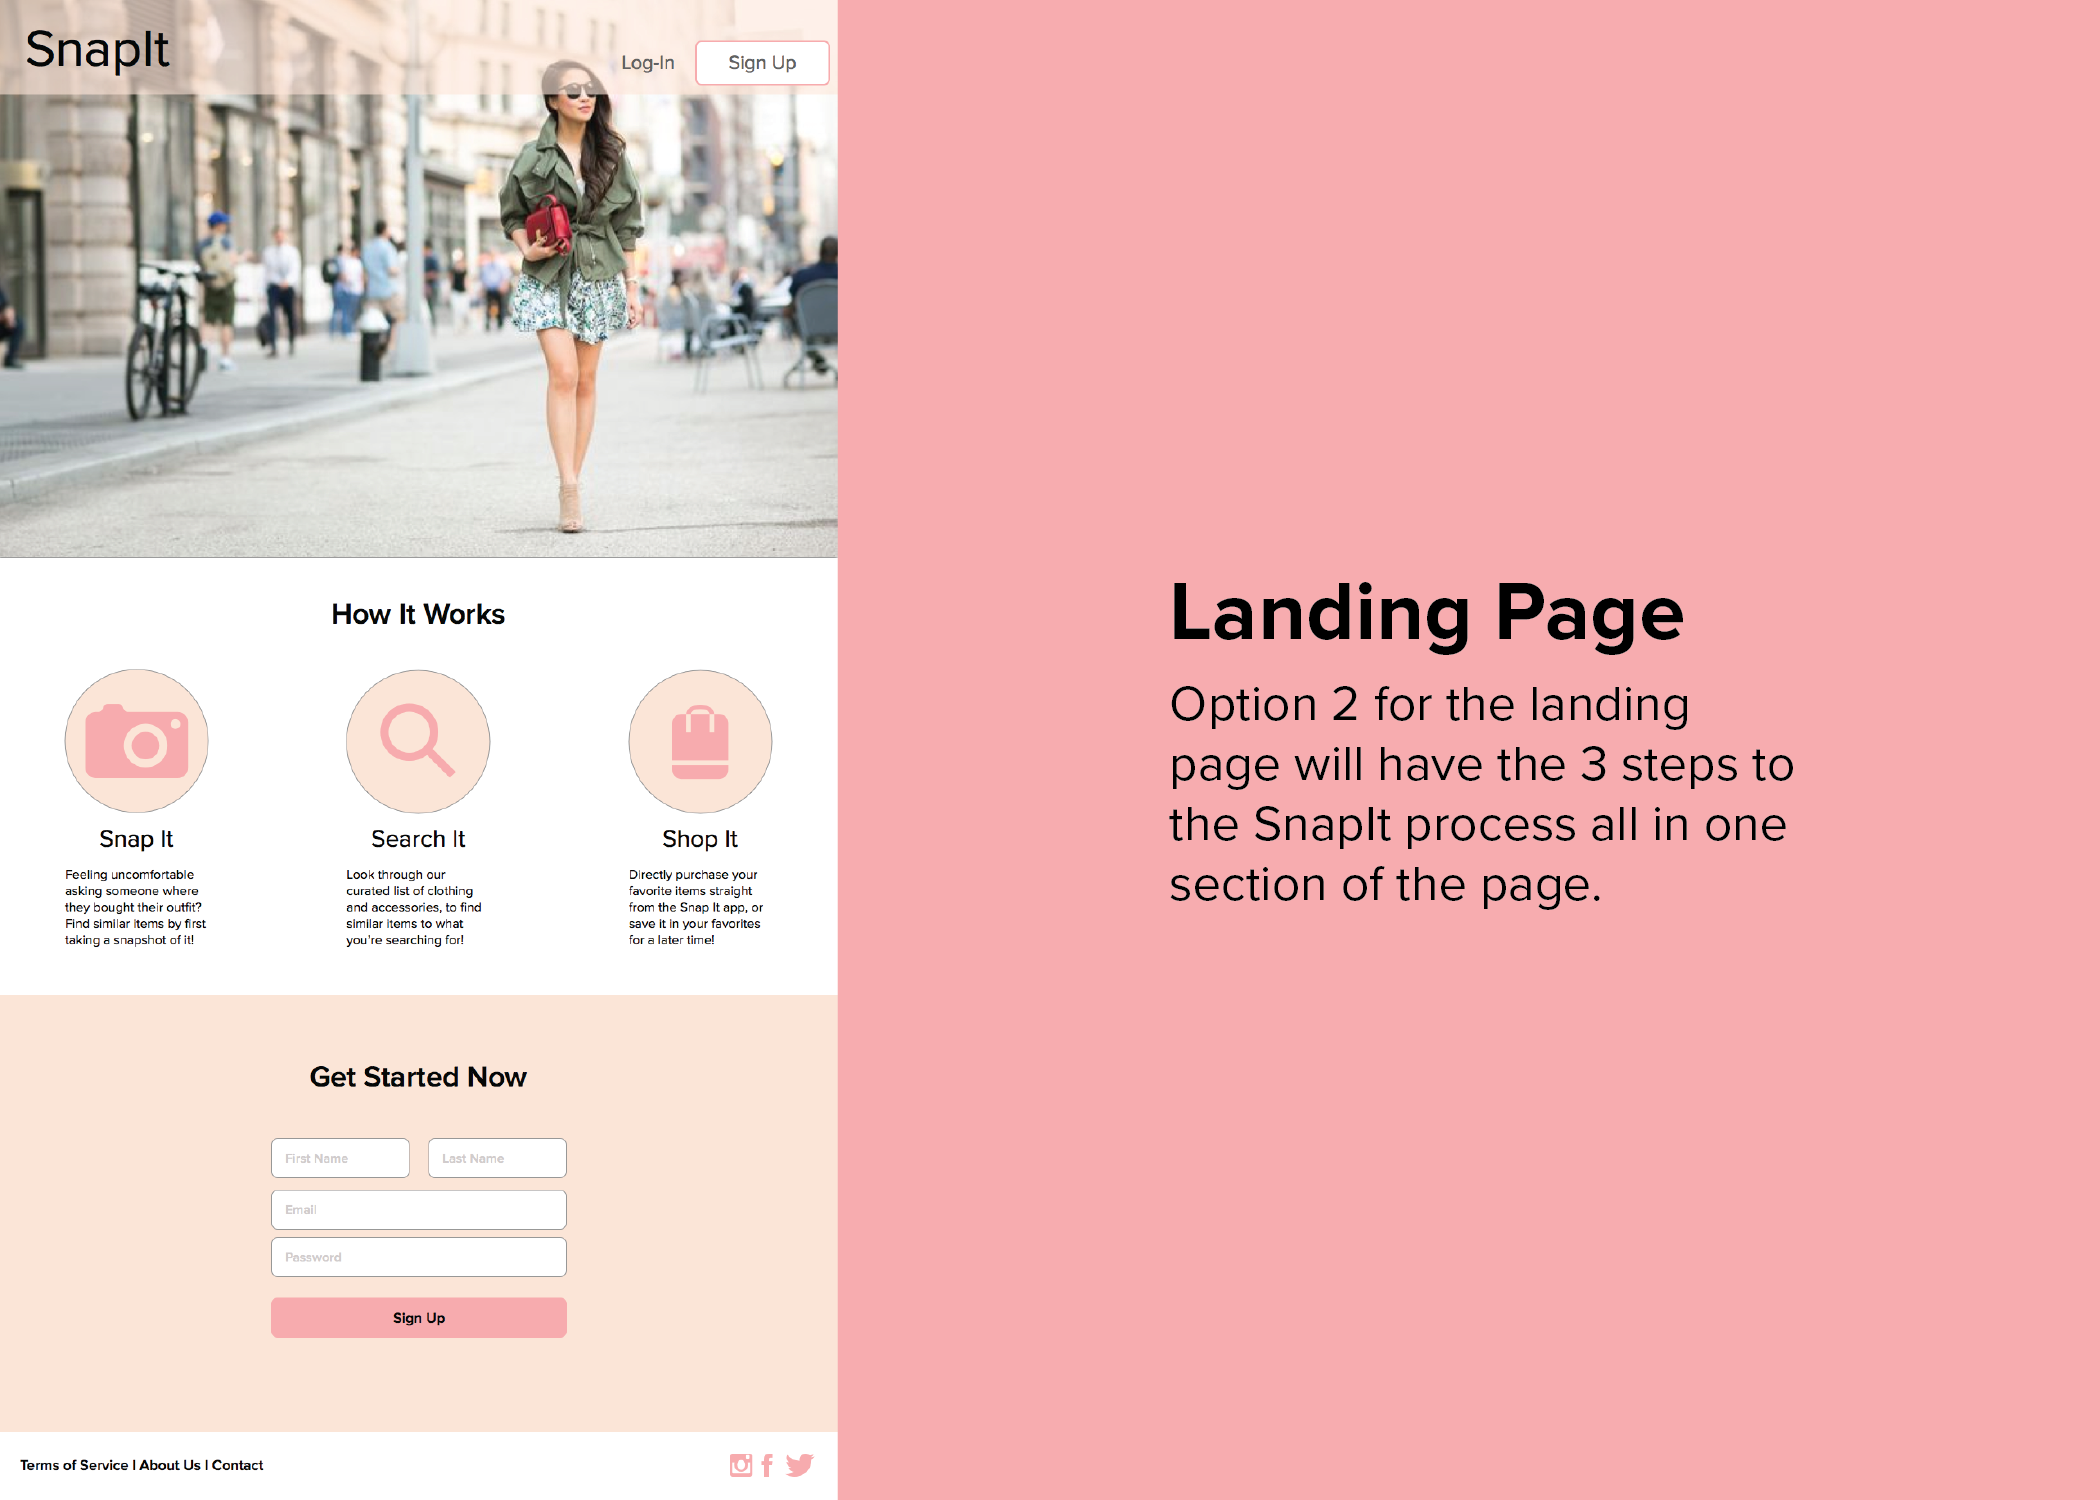 SnapIt
Log-In
Sign Up
How It Works
Snap It
Feeling uncomfortable
asking someone where
they bought their outfit?
Find similar items by first
taking a snapshot of it!
Search It
Look through our
curated list of clothing
and accessories, to find
similar items to what
you're searching for!
Shop It
Directly purchase your
favorite items straight
from the Snap It app, or
save it in your favorites
for a later time!
Get Started Now
First Name
Last Name
Email
Password
Sign Up
Terms of Service | About Us | Contact
Landing Page
Option 2 for the landing
page will have the 3 steps to
the SnapIt process all in one
section of the page.